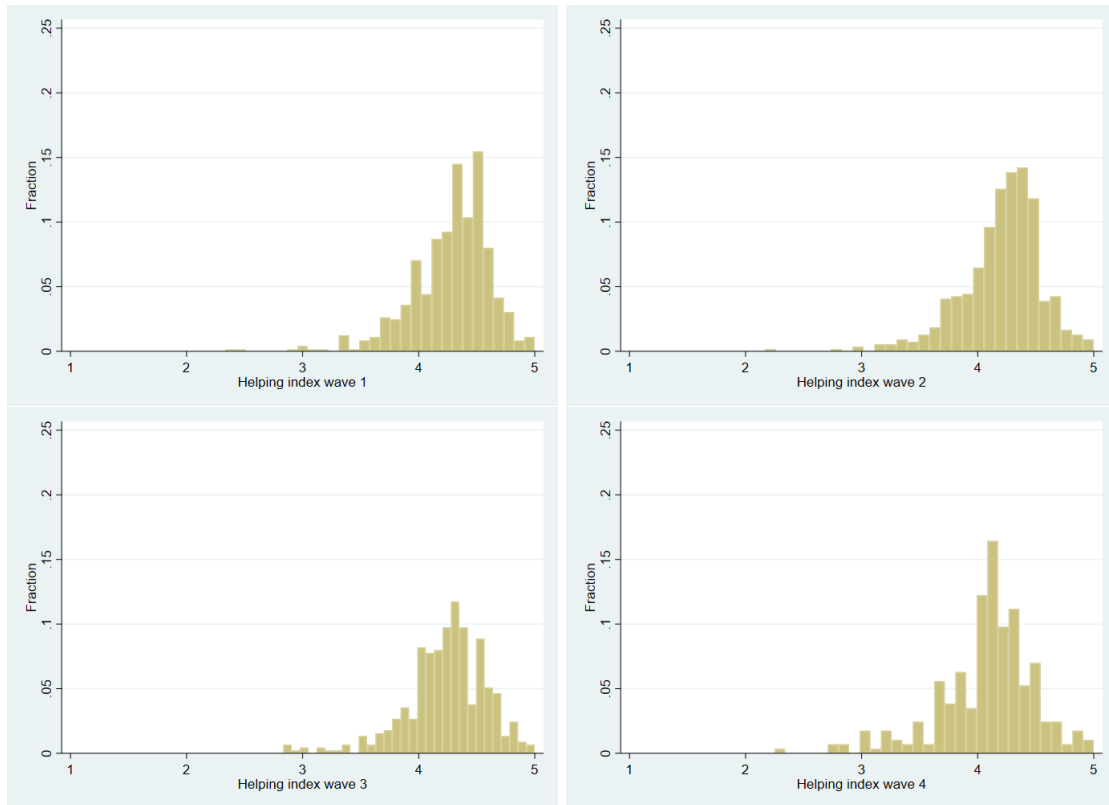 .25
.2
.15
.1
.05
0
Fraction
1 2 3 4 5
Helping index wave 1
.25
.2
.15
.1
.05
0
Fraction
1 2 3 4 5
Helping index wave 2
.25
.2
.15
.1
.05
0
Fraction
1 2 3 4 5
Helping index wave 3
.25
.2
.15
.1
.05
0
Fraction
1 2 3 4 5
Helping index wave 4